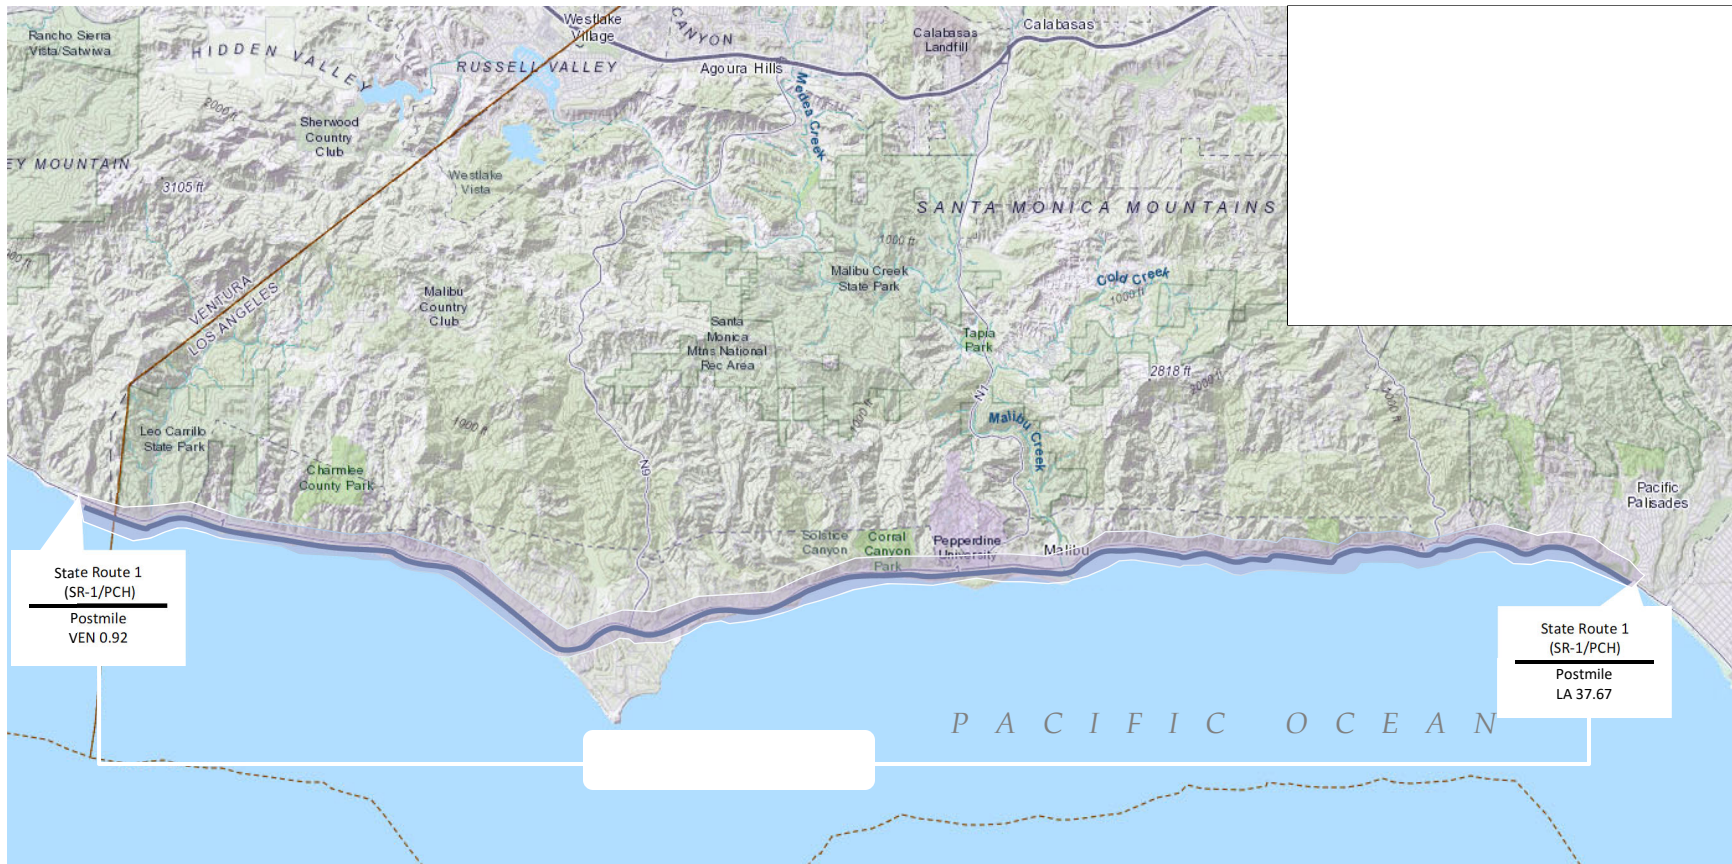 Westlake
Village
CANYON
Calabasas
Rancho Sierra
Vista/Satwiwa
HIDDEN VALLEY
RUSSELL VALLEY
Agoura Hills
Calabasas
Landfill
Medea Creek
2000 ft
Sherwood
Country
Club
EY MOUNTAIN
3105 ft
Westlake
Vista
SANTA MONICA MOUNTAINS
1000 ft
Malibu Creek
State Park
Cold Creek
1000 ft
VENTURA
LOS ANGELES
Malibu
Country
Club
Santa
Monica
Mtns National
Rec Area
Tapia
Park
2818 ft
2000 ft
N1
1000 ft
1000 ft
1000 ft
Malibu Creek
Leo Carrillo
State Park
Charmlee
County Park
N9
Pacific
Palisades
Solstice
Canyon
Corral
Canyon
Park
Pepperdine
University
Malibu
1
1
1
State Route 1
(SR-1/PCH)
Postmile
VEN 0.92
State Route 1
(SR-1/PCH)
Postmile
LA 37.67
PACIFIC OCEAN